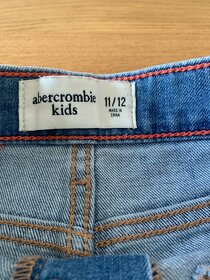 abercrombie
kids
11/12
MADE IN
CHINA